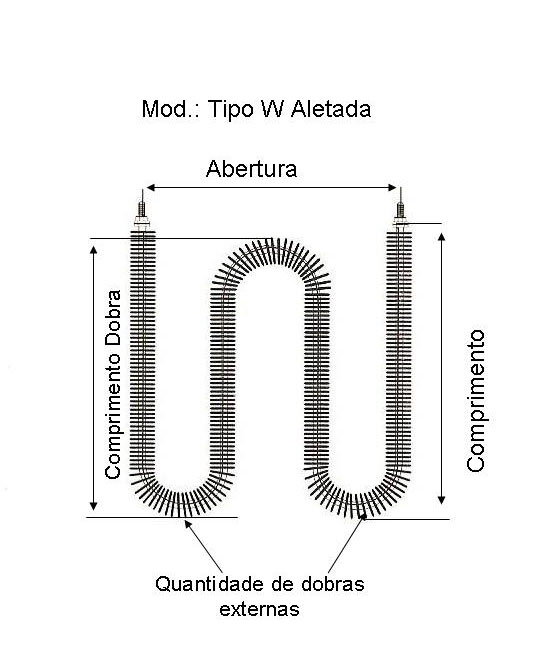 Mod.: Tipo W Aletada
Abertura
Comprimento Dobra
Comprimento
Quantidade de dobras
externas